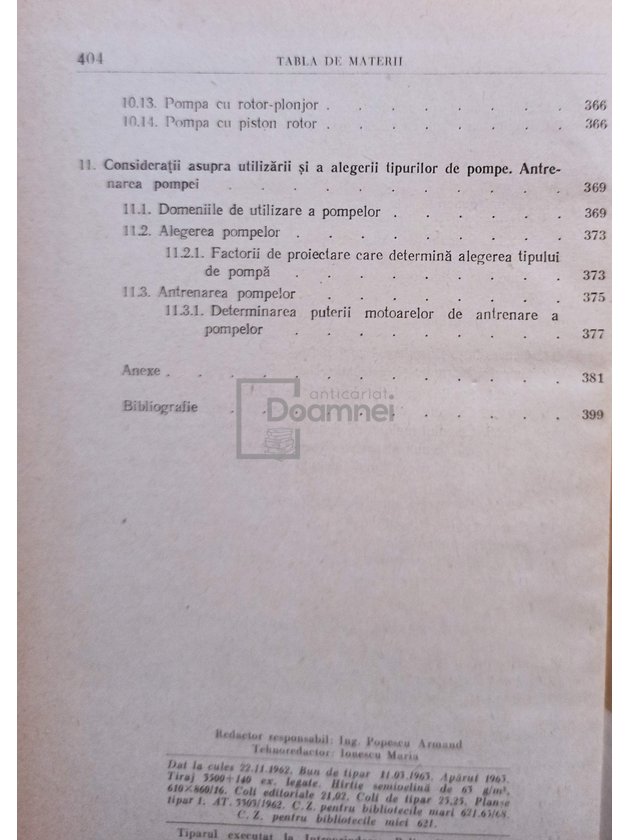 404 TABLA DE MATERII
10.13. Pompa cu rotor-plonjor . . . . . . . 366
10.14. Pompa cu piston rotor . . . . . . . 366
11. Considerații asupra utilizării și a alegerii tipurilor de pompe. Antre-
narea pompei . . . . . . . . . 369
11.1. Domeniile de utilizare a pompelor . . . . . . 369
11.2. Alegerea pompelor . . . . . . . . 373
11.2.1. Factorii de proiectare care determină alegerea tipului
de pompă . . . . . . . . 373
11.3. Antrenarea pompelor . . . . . . . . 375
11.3.1. Determinarea puterii motoarelor de antrenare a
pompelor . . . . . . . . 377
Anexe . . . . . . . . . . . . 381
anticariat
Doamnei
Bibliografie . . . . . . . . . . 399
Redactor responsabil: Ing. Popescu Armand
Tehnoredactor: Ionescu Maria
Dat la cules 22.11.1962. Bun de tipar 11.03.1963. Apărut 1963.
Tiraj 3500+140 ex. legate. Hîrtie semivelină de 63 g/m²,
610×860/16. Coli editoriale 21,02. Coli de tipar 25,25. Planșe
tipar 1. AT. 3303/1962. C. Z. pentru bibliotecile mari 621.65/68.
C. Z. pentru bibliotecile mici 621.
Tiparul executat la